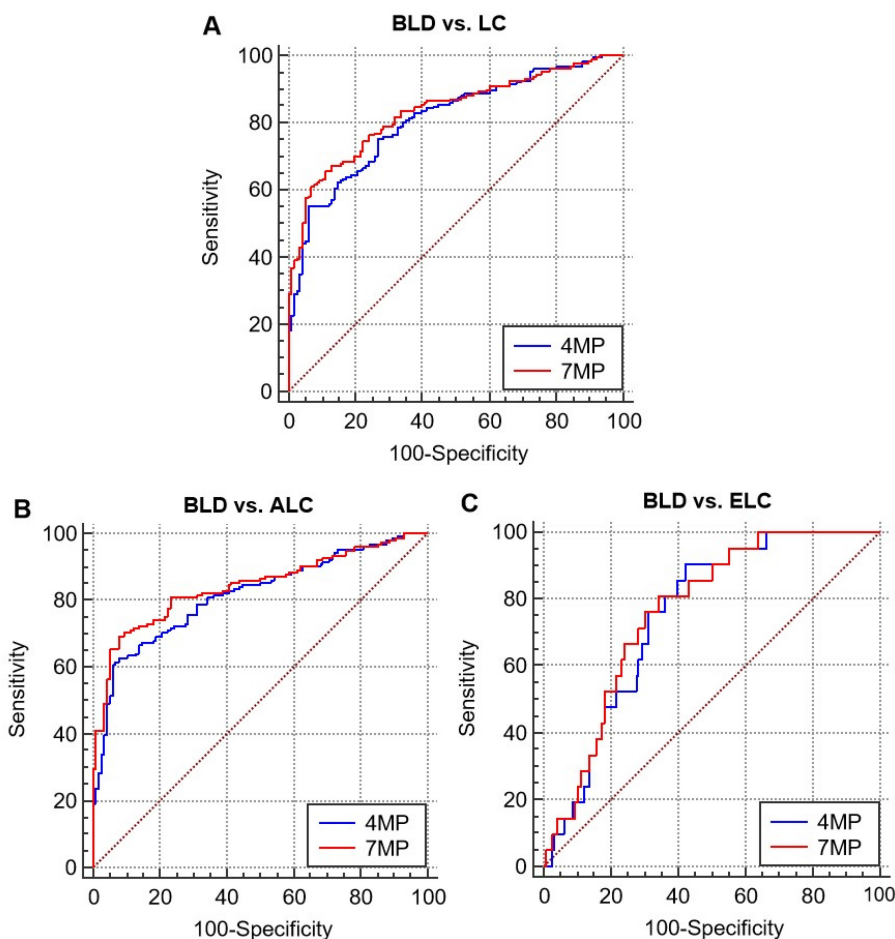 A
BLD vs. LC
100
80
60
40
20
0
Sensitivity
4MP
7MP
0 20 40 60 80 100
100-Specificity
B
BLD vs. ALC
100
80
60
40
20
0
Sensitivity
4MP
7MP
0 20 40 60 80 100
100-Specificity
C
BLD vs. ELC
100
80
60
40
20
0
Sensitivity
4MP
7MP
0 20 40 60 80 100
100-Specificity